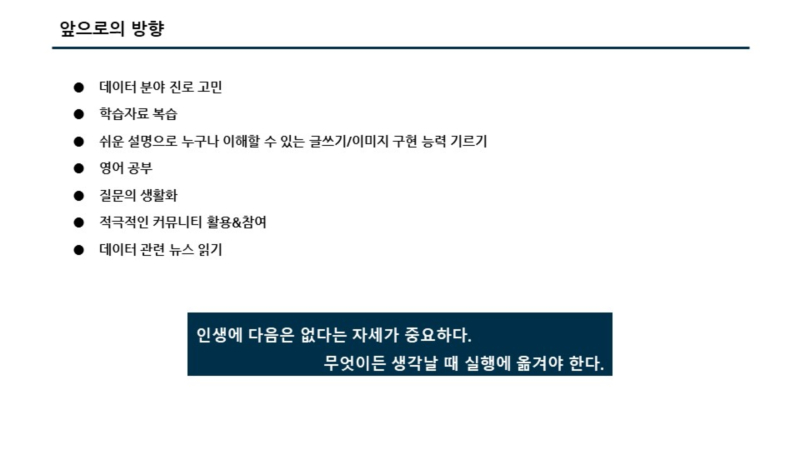 앞으로의 방향
● 데이터 분야 진로 고민
● 학습자료 복습
● 쉬운 설명으로 누구나 이해할 수 있는 글쓰기/이미지 구현 능력 기르기
● 영어 공부
● 질문의 생활화
● 적극적인 커뮤니티 활용&참여
● 데이터 관련 뉴스 읽기
인생에 다음은 없다는 자세가 중요하다.
무엇이든 생각날 때 실행에 옮겨야 한다.